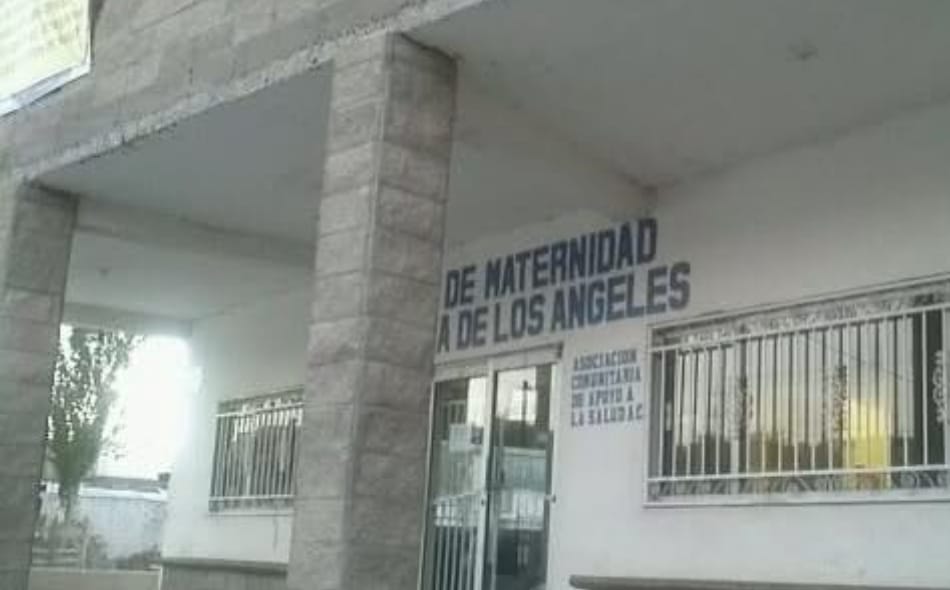 DE MATERNIDAD
A DE LOS ANGELES
ASOCIACION
COMUNITARIA
DE APOYO A
LA SALUD A.C.